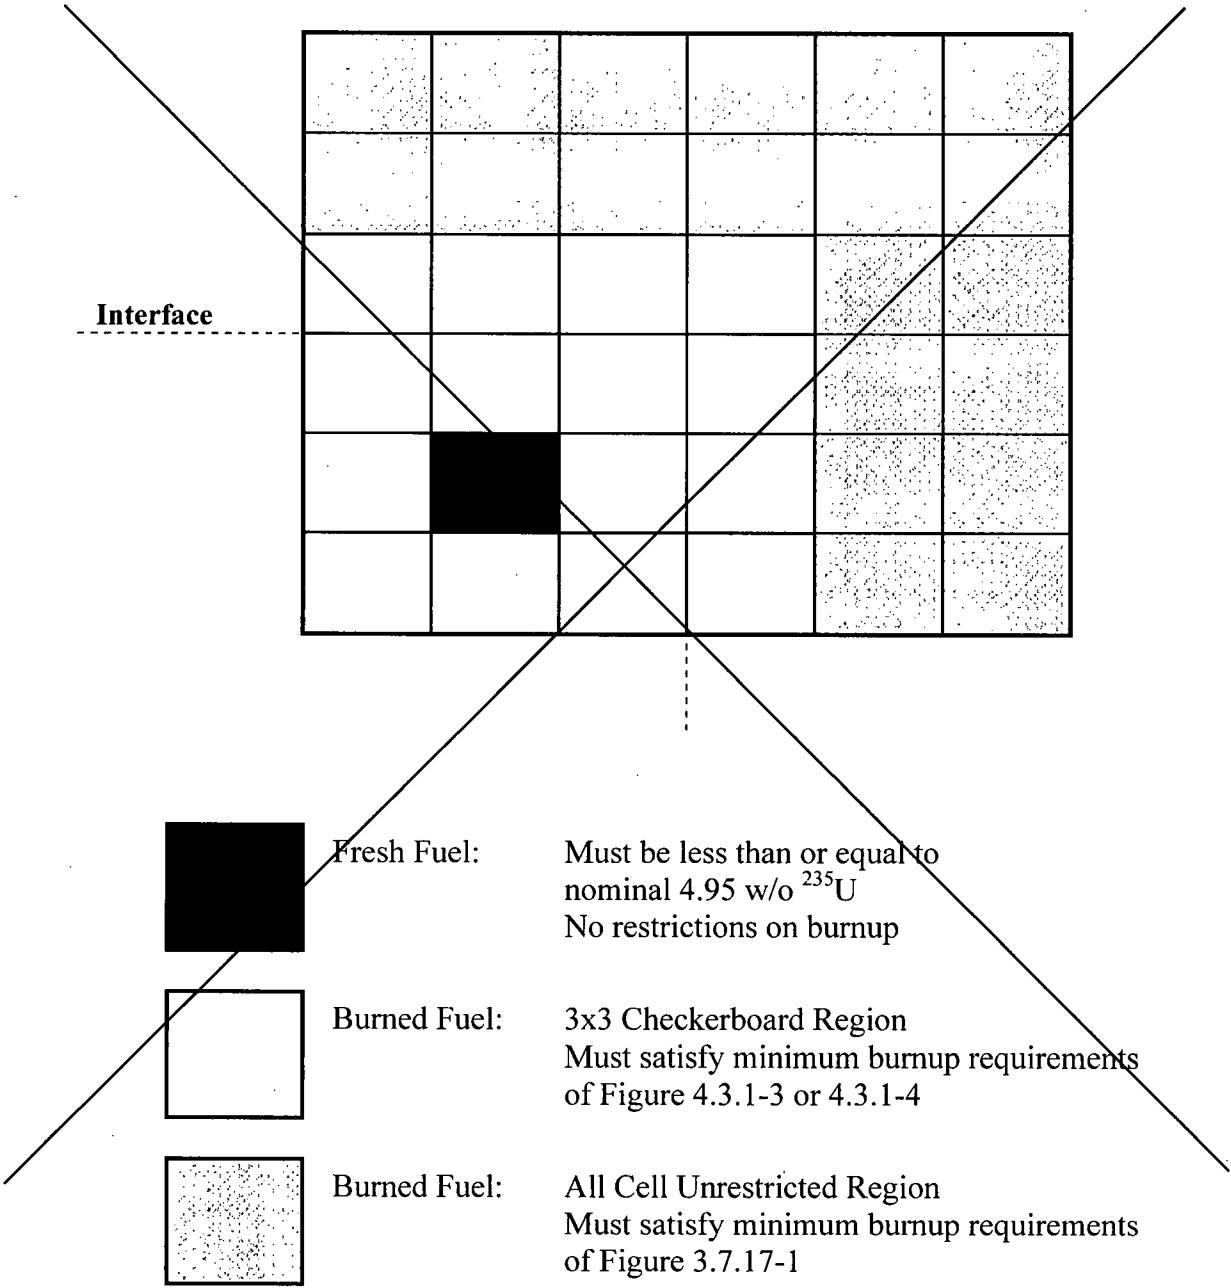 Interface
Fresh Fuel: Must be less than or equal to
nominal 4.95 w/o ²³⁵U
No restrictions on burnup
Burned Fuel: 3x3 Checkerboard Region
Must satisfy minimum burnup requirements
of Figure 4.3.1-3 or 4.3.1-4
Burned Fuel: All Cell Unrestricted Region
Must satisfy minimum burnup requirements
of Figure 3.7.17-1